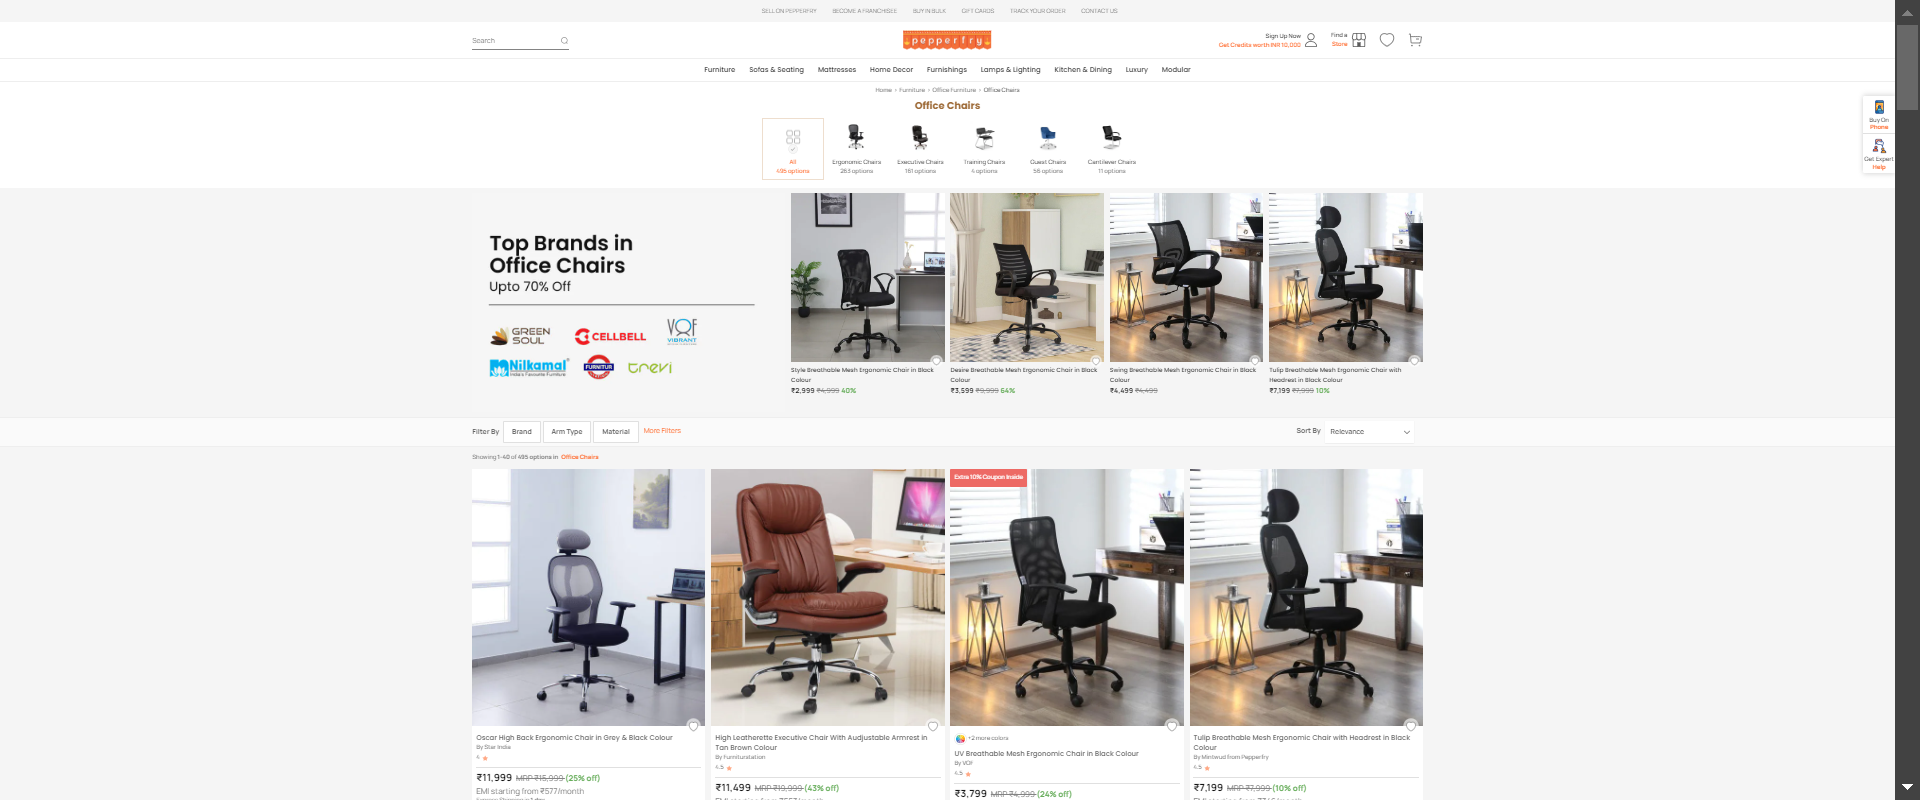 SELL ON PEPPERFRY BECOME A FRANCHISEE BUY IN BULK GIFT CARDS TRACK YOUR ORDER CONTACT US
Search
pepperfry
Sign Up Now
Get Credits worth INR 10,000
Find a
Store
Furniture Sofas & Seating Mattresses Home Decor Furnishings Lamps & Lighting Kitchen & Dining Luxury Modular
Home > Furniture > Office Furniture > Office Chairs
Office Chairs
All
495 options
Ergonomic Chairs
263 options
Executive Chairs
161 options
Training Chairs
4 options
Guest Chairs
56 options
Cantilever Chairs
11 options
Buy On
Phone
Get Expert
Help
Top Brands in
Office Chairs
Upto 70% Off
GREEN
SOUL
CELLBELL
VOF
VIBRANT
Nilkamal
India's Favourite Furniture
FURNITUR
trevi
Style Breathable Mesh Ergonomic Chair in Black
Colour
₹2,999 ₹4,999 40%
Desire Breathable Mesh Ergonomic Chair in Black
Colour
₹3,599 ₹9,999 64%
Swing Breathable Mesh Ergonomic Chair in Black
Colour
₹4,499 ₹4,499
Tulip Breathable Mesh Ergonomic Chair with
Headrest in Black Colour
₹7,199 ₹7,999 10%
Filter By Brand Arm Type Material More Filters
Sort By Relevance
Showing 1-40 of 495 options in Office Chairs
Extra 10% Coupon Inside
Oscar High Back Ergonomic Chair in Grey & Black Colour
By Star India
4
₹11,999 MRP ₹15,999 (25% off)
EMI starting from ₹577/month
High Leatherette Executive Chair With Audjustable Armrest in
Tan Brown Colour
By Furniturstation
4.5
₹11,499 MRP ₹19,999 (43% off)
+2 more colors
UV Breathable Mesh Ergonomic Chair in Black Colour
By VOF
4.5
₹3,799 MRP ₹4,999 (24% off)
Tulip Breathable Mesh Ergonomic Chair with Headrest in Black
Colour
By Mintwud from Pepperfry
4.5
₹7,199 MRP ₹7,999 (10% off)